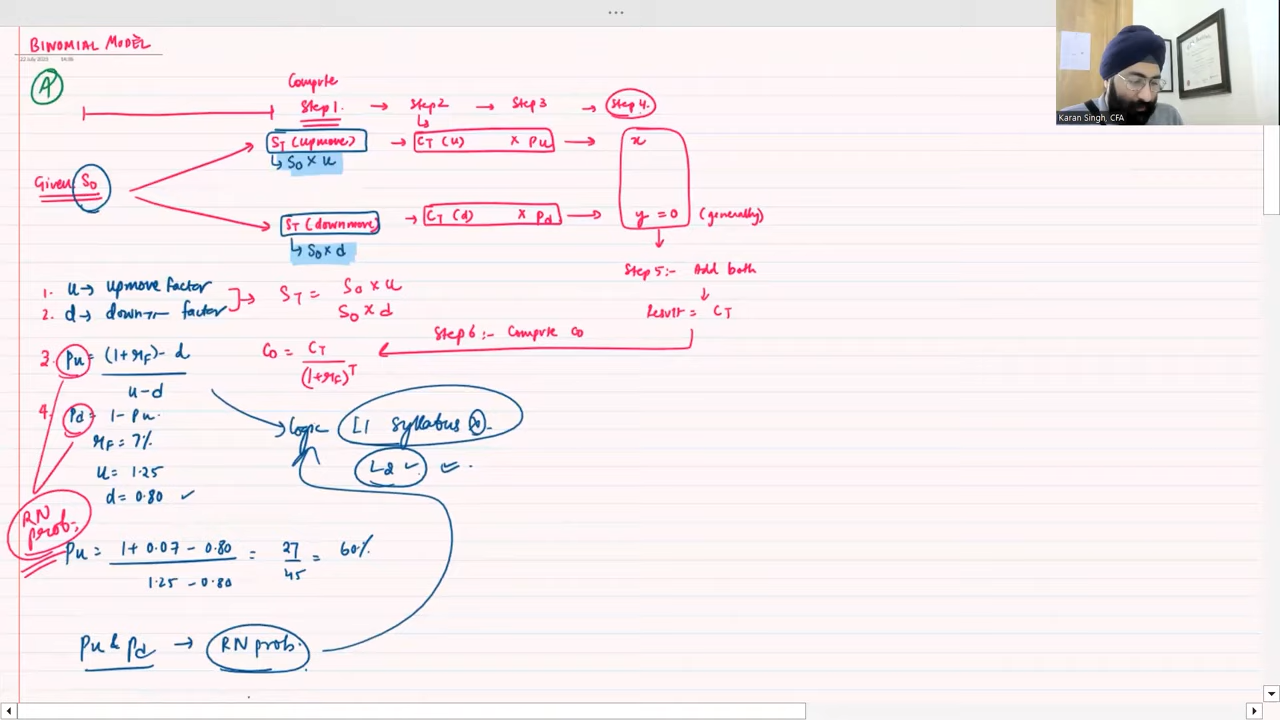 BINOMIAL MODEL
22 July 2023
A
Compute
Step 1. → Step 2 → Step 3 → Step 4.
ST (upmove) → CT (u) × Pu → x
↳ S0 × u
Given S0
ST (downmove) → CT (d) × Pd → y = 0 (generally)
↳ S0 × d
Step 5:- Add both
Result = CT
1. u → upmove factor
2. d → down factor
ST = S0 × u
S0 × d
Step 6:- Compute C0
C0 = CT
(1+rF)^T
3. Pu = (1+rF) - d
u-d
4. Pd = 1 - Pu.
rF = 7%
u = 1.25
d = 0.80 ✓
Logic L1 syllabus ⓧ.
L2 ✓ ✓.
RN
prob.
Pu = 1 + 0.07 - 0.80 = 27 = 60%
1.25 - 0.80 45
Pu & Pd → RN prob.
Karan Singh, CFA